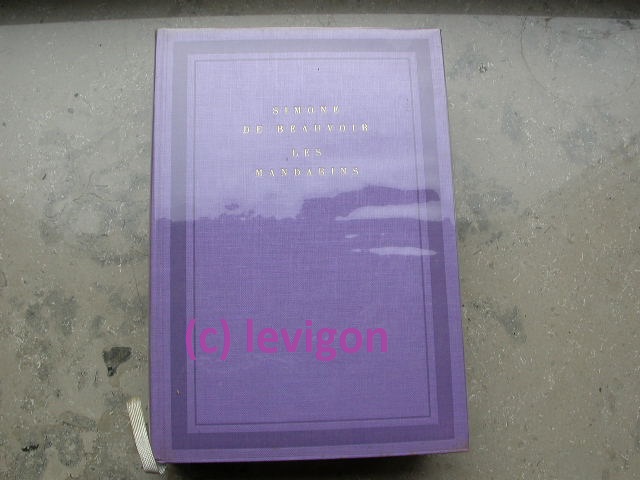 SIMONE
DE BEAUVOIR
LES
MANDARINS
(c) levigon